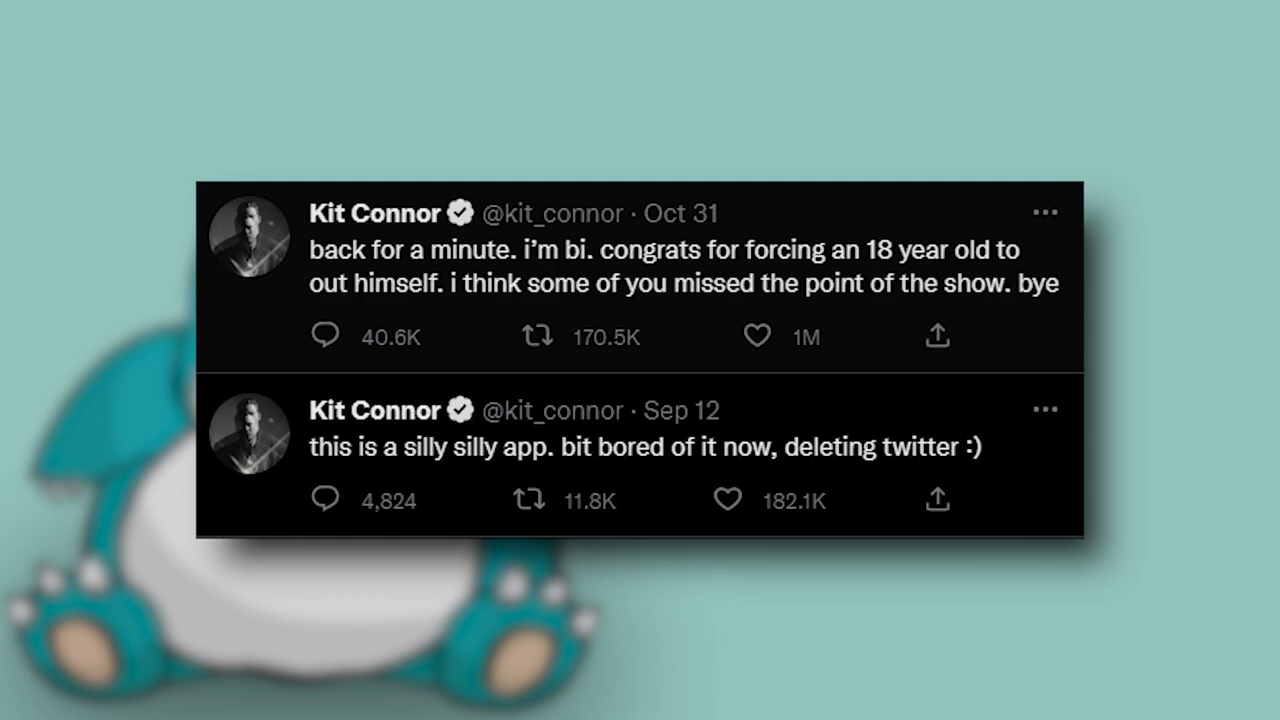 Kit Connor @kit_connor · Oct 31
back for a minute. i’m bi. congrats for forcing an 18 year old to
out himself. i think some of you missed the point of the show. bye
40.6K 170.5K 1M
Kit Connor @kit_connor · Sep 12
this is a silly silly app. bit bored of it now, deleting twitter :)
4,824 11.8K 182.1K